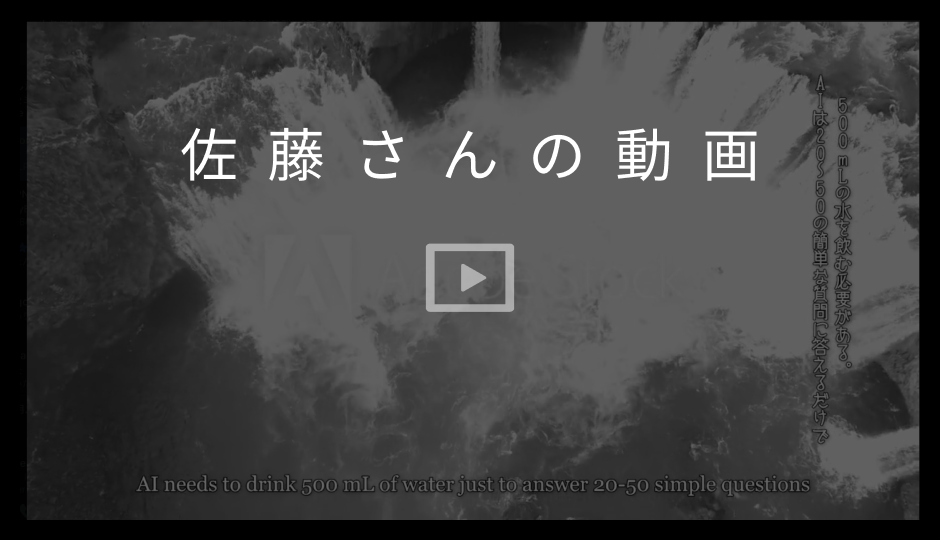 佐藤さんの動画
AIは20～50の簡単な質問に答えるだけで
500mLの水を飲む必要がある。
AI needs to drink 500 mL of water just to answer 20-50 simple questions